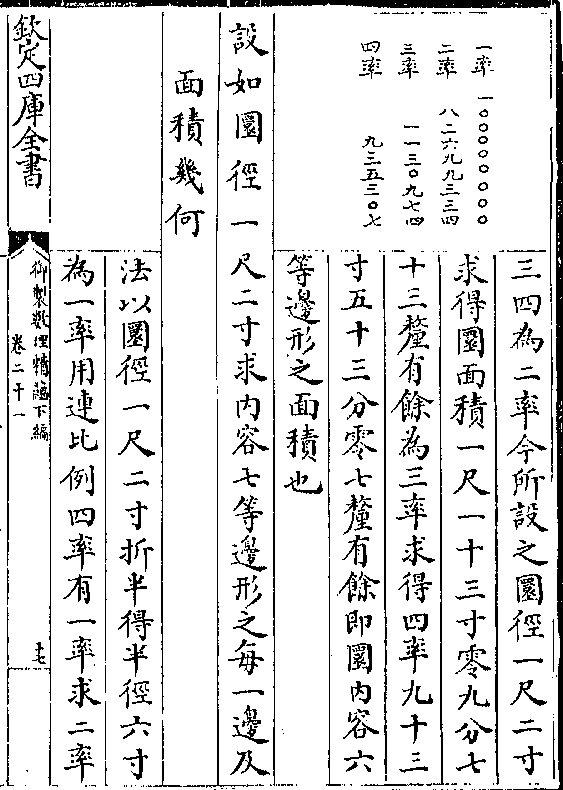 一率　一〇〇〇〇〇〇〇〇
二率　八二六九九三三四
三率　一一三〇九七四
四率　九三五三〇七
三四為二率今所設之圜徑一尺二寸
求得圜面積一尺一十三寸零九分七
十三釐有餘為三率求得四率九十三
寸五十三分零七釐有餘即圜内容六
等邊形之面積也
設如圜徑一尺二寸求内容七等邊形之每一邊及
面積幾何
法以圜徑一尺二寸折半得半徑六寸
為一率用連比例四率有一率求二率
欽定四庫全書
御製數理精蘊下編
卷二十一
十七